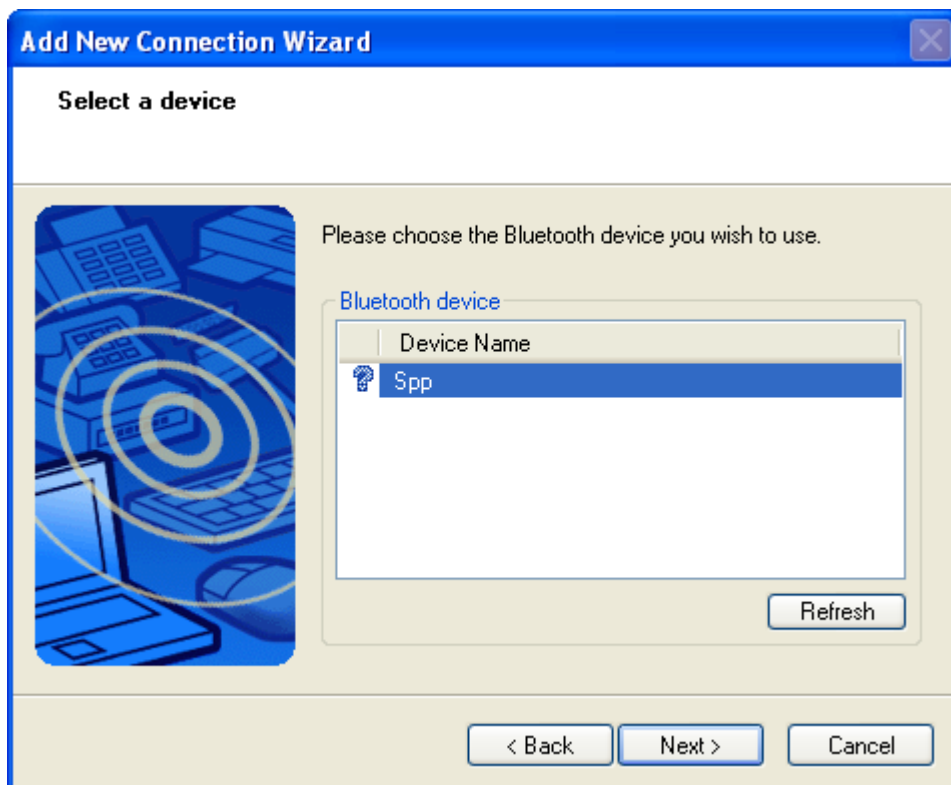 Add New Connection Wizard
Select a device
Please choose the Bluetooth device you wish to use.
Bluetooth device
Device Name
Spp
Refresh
< Back
Next >
Cancel